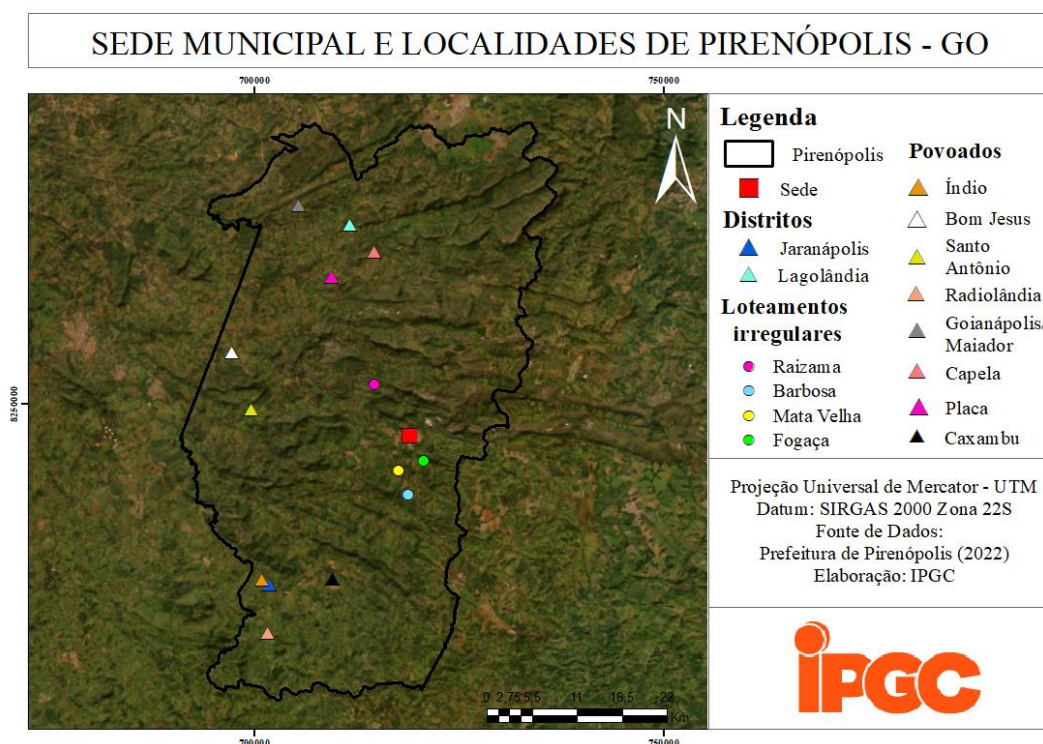 SEDE MUNICIPAL E LOCALIDADES DE PIRENÓPOLIS - GO
700000
750000
8250000
N
Legenda
Pirenópolis
Sede
Distritos
Jaranápolis
Lagolândia
Loteamentos
irregulares
Raizama
Barbosa
Mata Velha
Fogaça
Povoados
Índio
Bom Jesus
Santo
Antônio
Radiolândia
Goianápolis/
Maiador
Capela
Placa
Caxambu
Projeção Universal de Mercator - UTM
Datum: SIRGAS 2000 Zona 22S
Fonte de Dados:
Prefeitura de Pirenópolis (2022)
Elaboração: IPGC
iPGC
0 2,75 5,5 11 16,5 22
Km
700000
750000